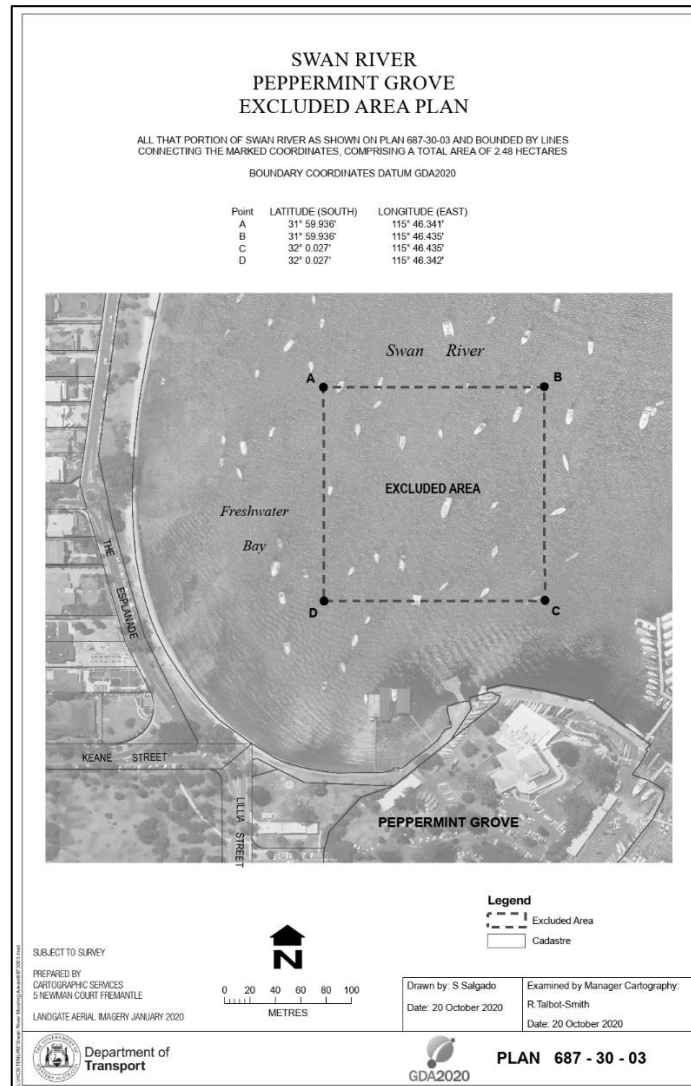 SWAN RIVER
PEPPERMINT GROVE
EXCLUDED AREA PLAN
ALL THAT PORTION OF SWAN RIVER AS SHOWN ON PLAN 687-30-03 AND BOUNDED BY LINES
CONNECTING THE MARKED COORDINATES, COMPRISING A TOTAL AREA OF 2.48 HECTARES
BOUNDARY COORDINATES DATUM GDA2020
Point LATITUDE (SOUTH) LONGITUDE (EAST)
A 31° 59.936' 115° 46.341'
B 31° 59.936' 115° 46.435'
C 32° 0.027' 115° 46.435'
D 32° 0.027' 115° 46.342'
Swan River
A
B
EXCLUDED AREA
Freshwater
Bay
THE ESPLANADE
D
C
KEANE STREET
LILLA STREET
PEPPERMINT GROVE
Legend
Excluded Area
Cadastre
SUBJECT TO SURVEY
PREPARED BY
CARTOGRAPHIC SERVICES
5 NEWMAN COURT FREMANTLE
LANDGATE AERIAL IMAGERY JANUARY 2020
N
0 20 40 60 80 100
METRES
Drawn by: S Salgado
Date: 20 October 2020
Examined by Manager Cartography:
R.Talbot-Smith
Date: 20 October 2020
Department of
Transport
GDA2020
PLAN 687 - 30 - 03